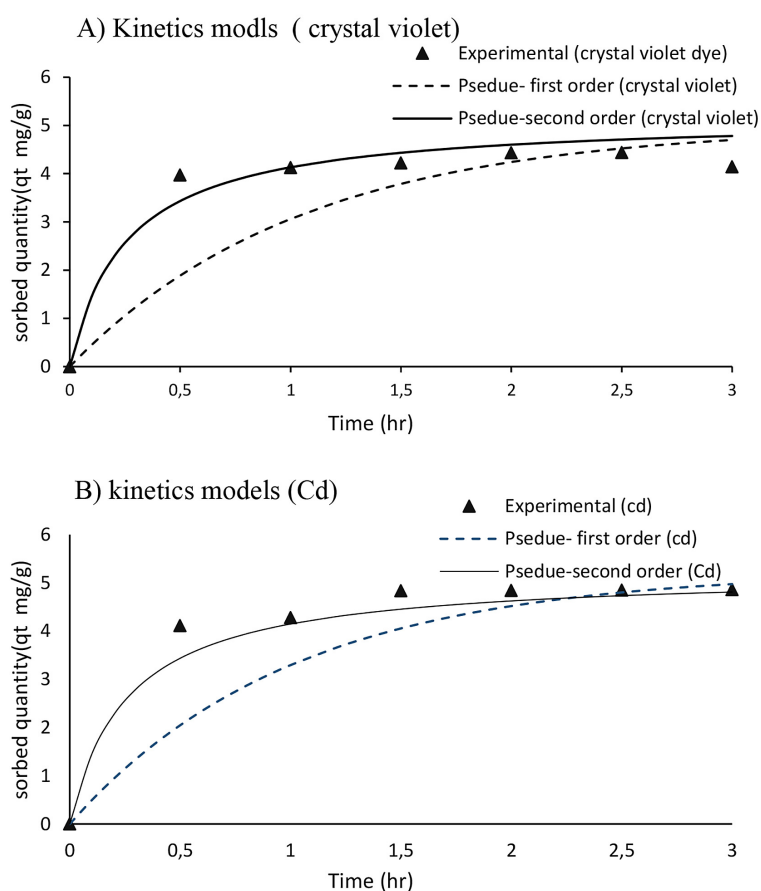 A) Kinetics modls ( crystal violet)
Experimental (crystal violet dye)
Psedue- first order (crystal violet)
Psedue-second order (crystal violet)
sorbed quantity(qt mg/g)
6
5
4
3
2
1
0
0 0,5 1 1,5 2 2,5 3
Time (hr)
B) kinetics models (Cd)
Experimental (cd)
Psedue- first order (cd)
Psedue-second order (Cd)
sorbed quantity(qt mg/g)
6
5
4
3
2
1
0
0 0,5 1 1,5 2 2,5 3
Time (hr)